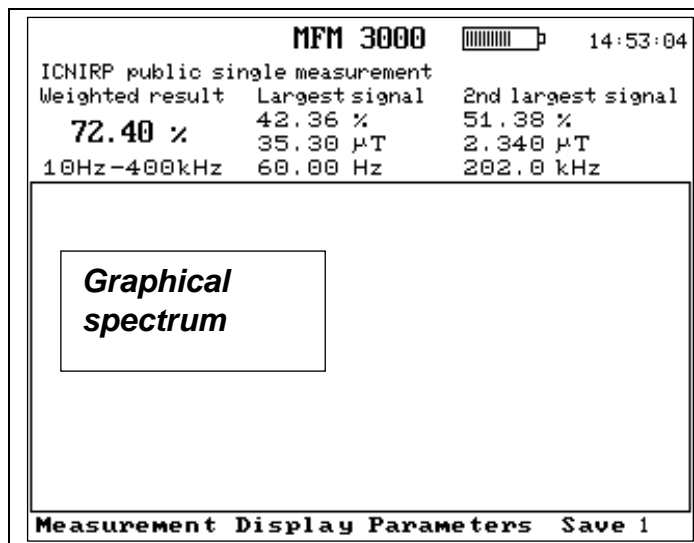 MFM 3000 14:53:04
ICNIRP public single measurement
Weighted result Largest signal 2nd largest signal
72.40 % 42.36 % 51.38 %
35.30 µT 2.340 µT
10Hz-400kHz 60.00 Hz 202.0 kHz
Graphical
spectrum
Measurement Display Parameters Save 1